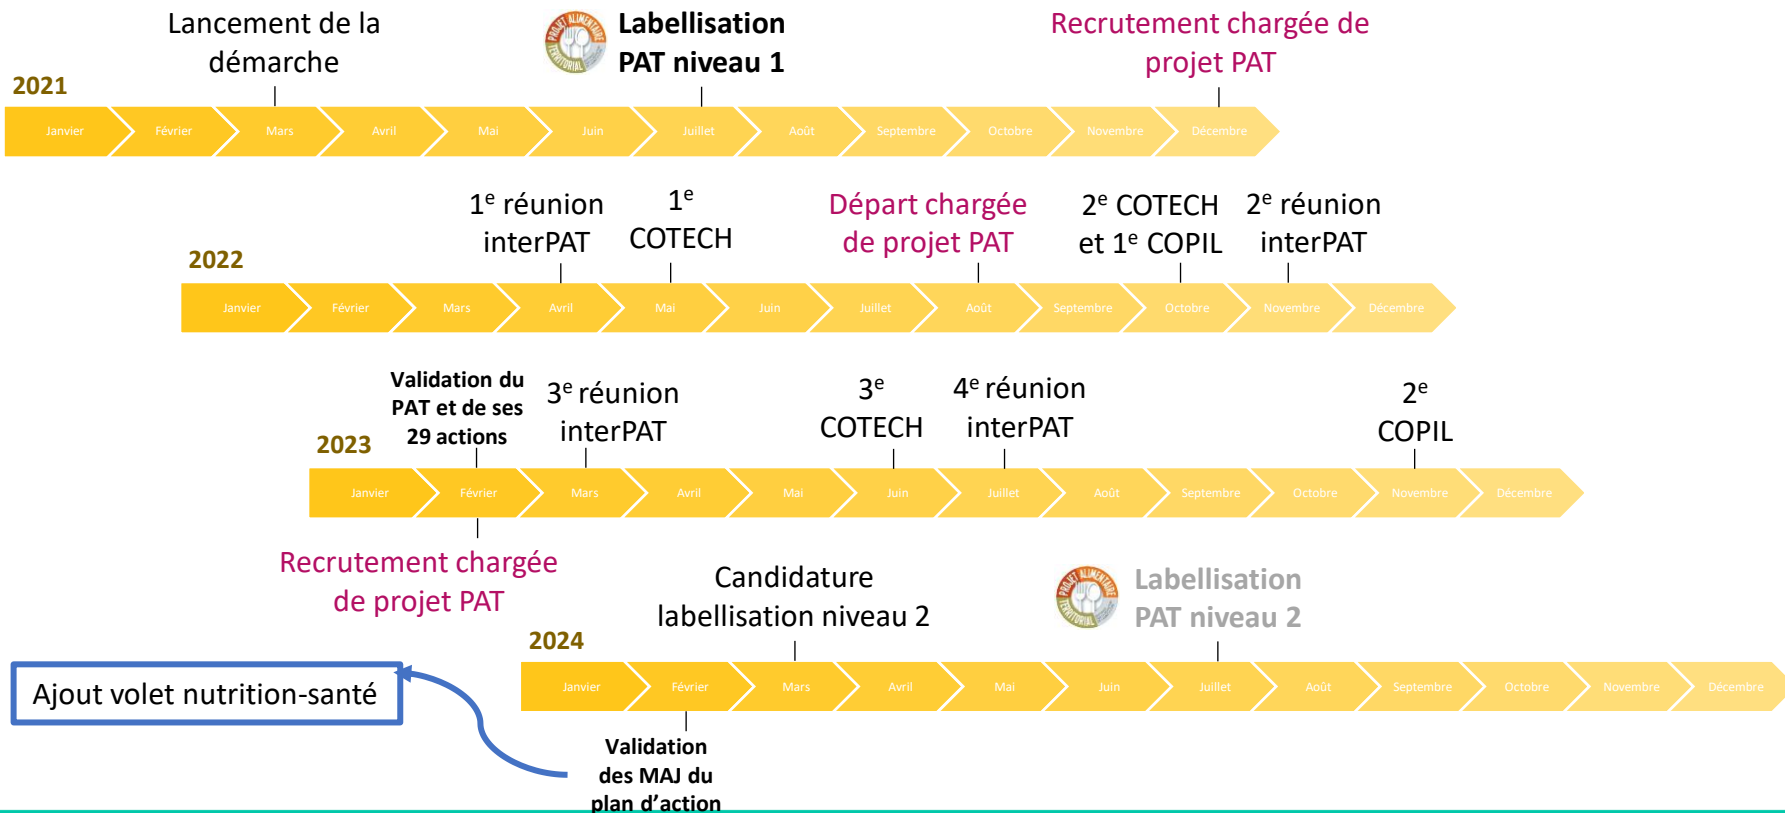 Lancement de la
démarche
Labellisation
PAT niveau 1
Recrutement chargée de
projet PAT
2021
Janvier Février Mars Avril Mai Juin Juillet Août Septembre Octobre Novembre Décembre
1e réunion
interPAT
1e
COTECH
Départ chargée
de projet PAT
2e COTECH
et 1e COPIL
2e réunion
interPAT
2022
Janvier Février Mars Avril Mai Juin Juillet Août Septembre Octobre Novembre Décembre
Validation du
PAT et de ses
29 actions
3e réunion
interPAT
3e
COTECH
4e réunion
interPAT
2e
COPIL
2023
Janvier Février Mars Avril Mai Juin Juillet Août Septembre Octobre Novembre Décembre
Recrutement chargée
de projet PAT
Candidature
labellisation niveau 2
PROJET ALIMENTAIRE
TERRITORIAL
Labellisation
PAT niveau 2
2024
Janvier Février Mars Avril Mai Juin Juillet Août Septembre Octobre Novembre Décembre
Ajout volet nutrition-santé
Validation
des MAJ du
plan d'action